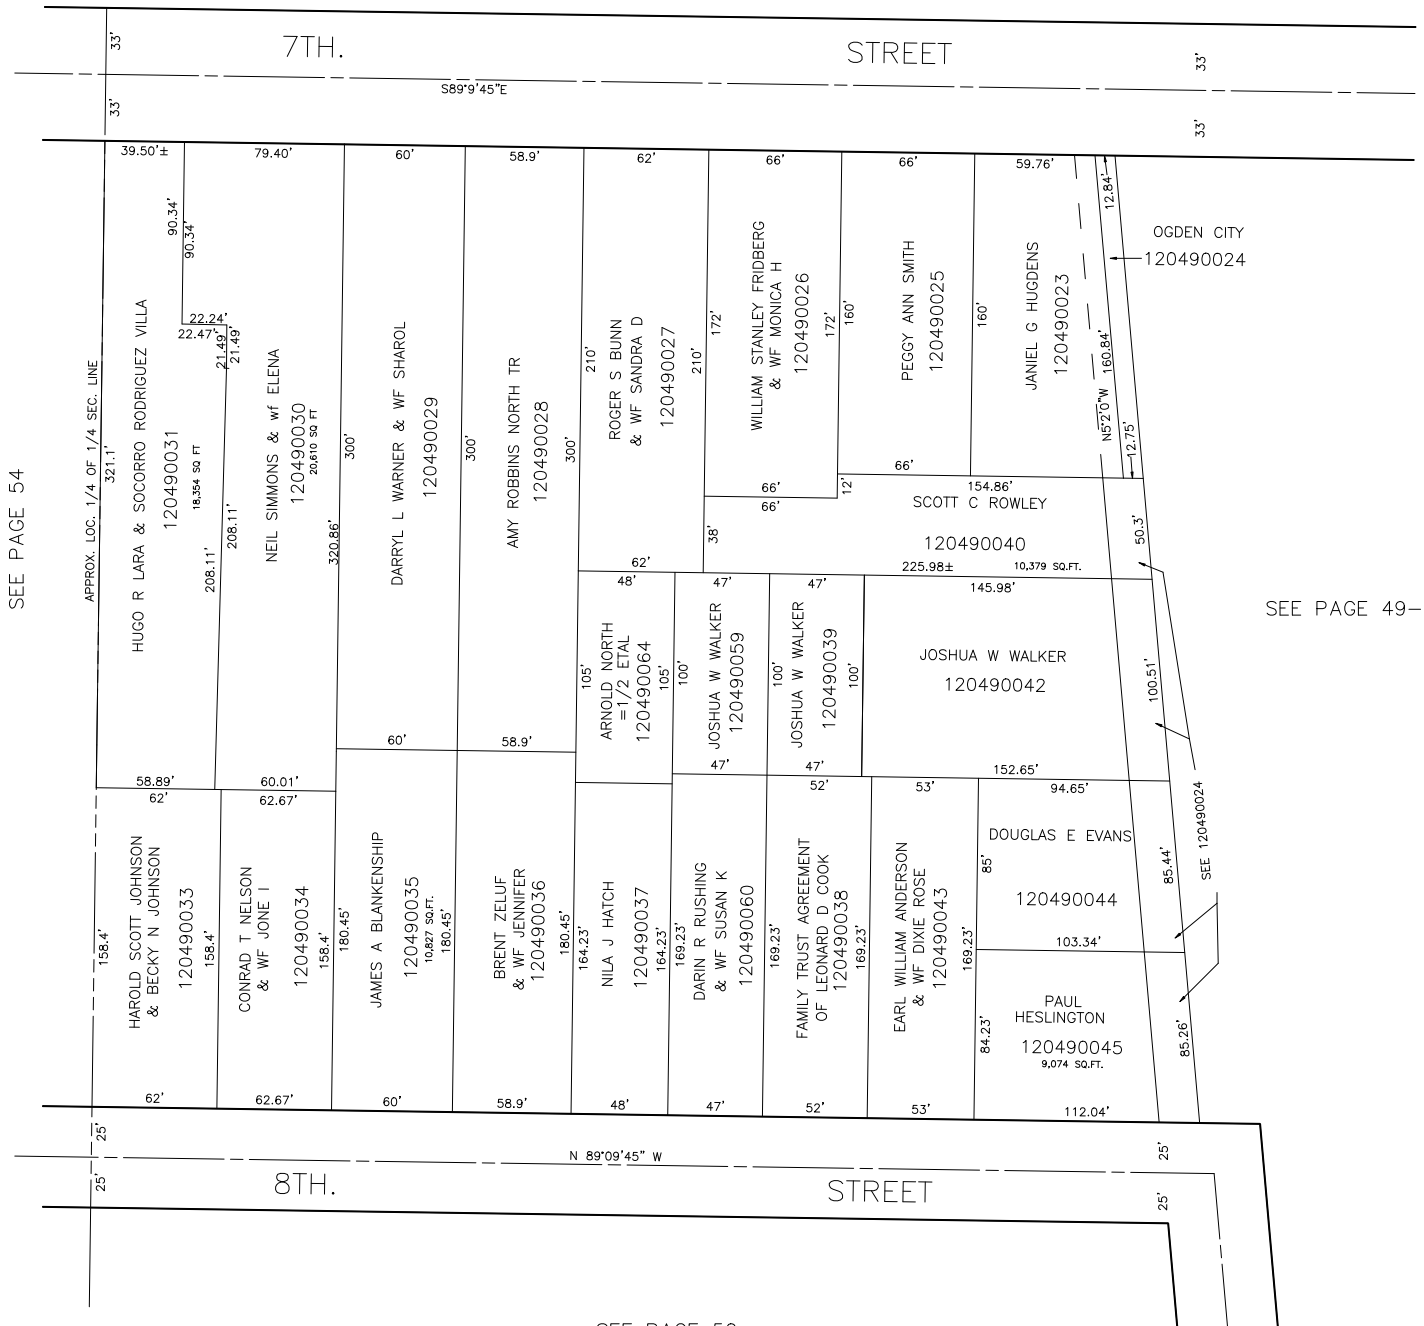 7TH. STREET
33'
33'
33'
33'
S89°9'45"E
39.50'±
79.40'
60'
58.9'
62'
66'
66'
59.76'
12.84'
OGDEN CITY
120490024
90.34'
90.34'
22.24'
22.47'
21.49'
21.49'
SEE PAGE 54
APPROX. LOC. 1/4 OF 1/4 SEC. LINE
321.1'
HUGO R LARA & SOCORRO RODRIGUEZ VILLA
120490031
18,354 SQ FT
208.11'
208.11'
NEIL SIMMONS & wf ELENA
120490030
20,610 SQ FT
320.86'
300'
DARRYL L WARNER & WF SHAROL
120490029
300'
AMY ROBBINS NORTH TR
120490028
300'
210'
ROGER S BUNN
& WF SANDRA D
120490027
210'
172'
WILLIAM STANLEY FRIDBERG
& WF MONICA H
120490026
172'
160'
PEGGY ANN SMITH
120490025
160'
JANIEL G HUGDENS
120490023
N5°2'0"W
160.84'
12.75'
66'
66'
66'
12'
154.86'
SCOTT C ROWLEY
120490040
225.98±
10,379 SQ.FT.
38'
50.3'
62'
48'
47'
47'
145.98'
SEE PAGE 49-
105'
ARNOLD NORTH
=1/2 ETAL
120490064
105'
100'
JOSHUA W WALKER
120490059
100'
JOSHUA W WALKER
120490039
100'
JOSHUA W WALKER
120490042
100.51'
60'
58.9'
47'
47'
152.65'
58.89'
60.01'
62'
62.67'
52'
53'
94.65'
158.4'
HAROLD SCOTT JOHNSON
& BECKY N JOHNSON
120490033
158.4'
CONRAD T NELSON
& WF JONE I
120490034
158.4'
180.45'
JAMES A BLANKENSHIP
120490035
10,827 SQ.FT.
180.45'
BRENT ZELUF
& WF JENNIFER
120490036
180.45'
164.23'
NILA J HATCH
120490037
164.23'
169.23'
DARIN R RUSHING
& WF SUSAN K
120490060
169.23'
FAMILY TRUST AGREEMENT
OF LEONARD D COOK
120490038
169.23'
EARL WILLIAM ANDERSON
& WF DIXIE ROSE
120490043
169.23'
85'
DOUGLAS E EVANS
120490044
85.44'
SEE 120490024
103.34'
84.23'
PAUL
HESLINGTON
120490045
9,074 SQ.FT.
85.26'
62'
62.67'
60'
58.9'
48'
47'
52'
53'
112.04'
25'
25'
25'
25'
N 89°09'45" W
8TH. STREET